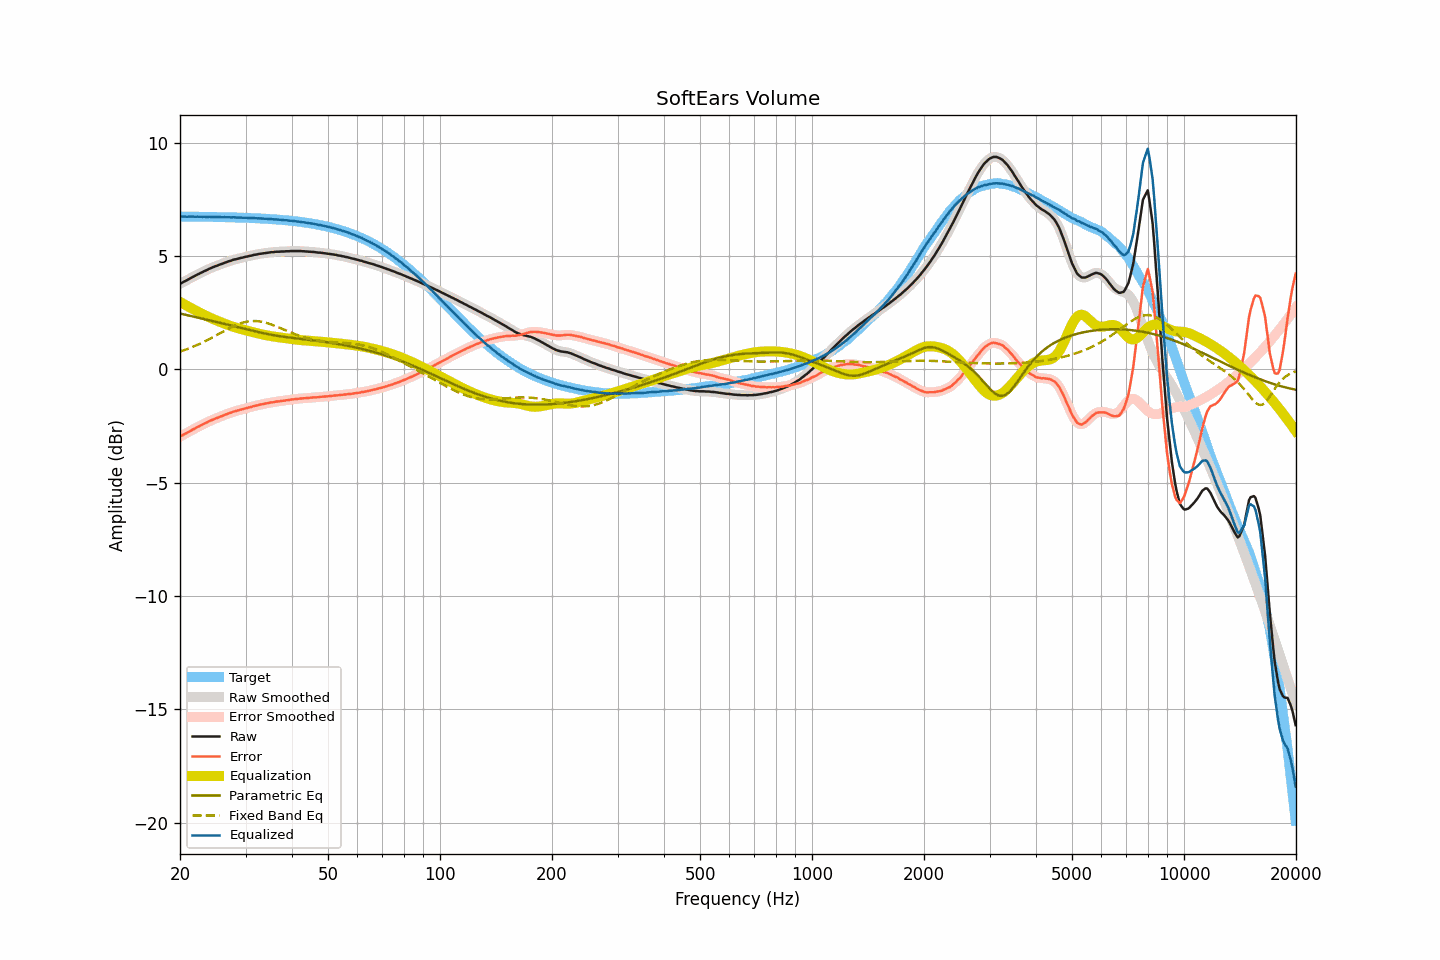 SoftEars Volume
Amplitude (dBr)
10
5
0
−5
−10
−15
−20
Target
Raw Smoothed
Error Smoothed
Raw
Error
Equalization
Parametric Eq
Fixed Band Eq
Equalized
20 50 100 200 500 1000 2000 5000 10000 20000
Frequency (Hz)